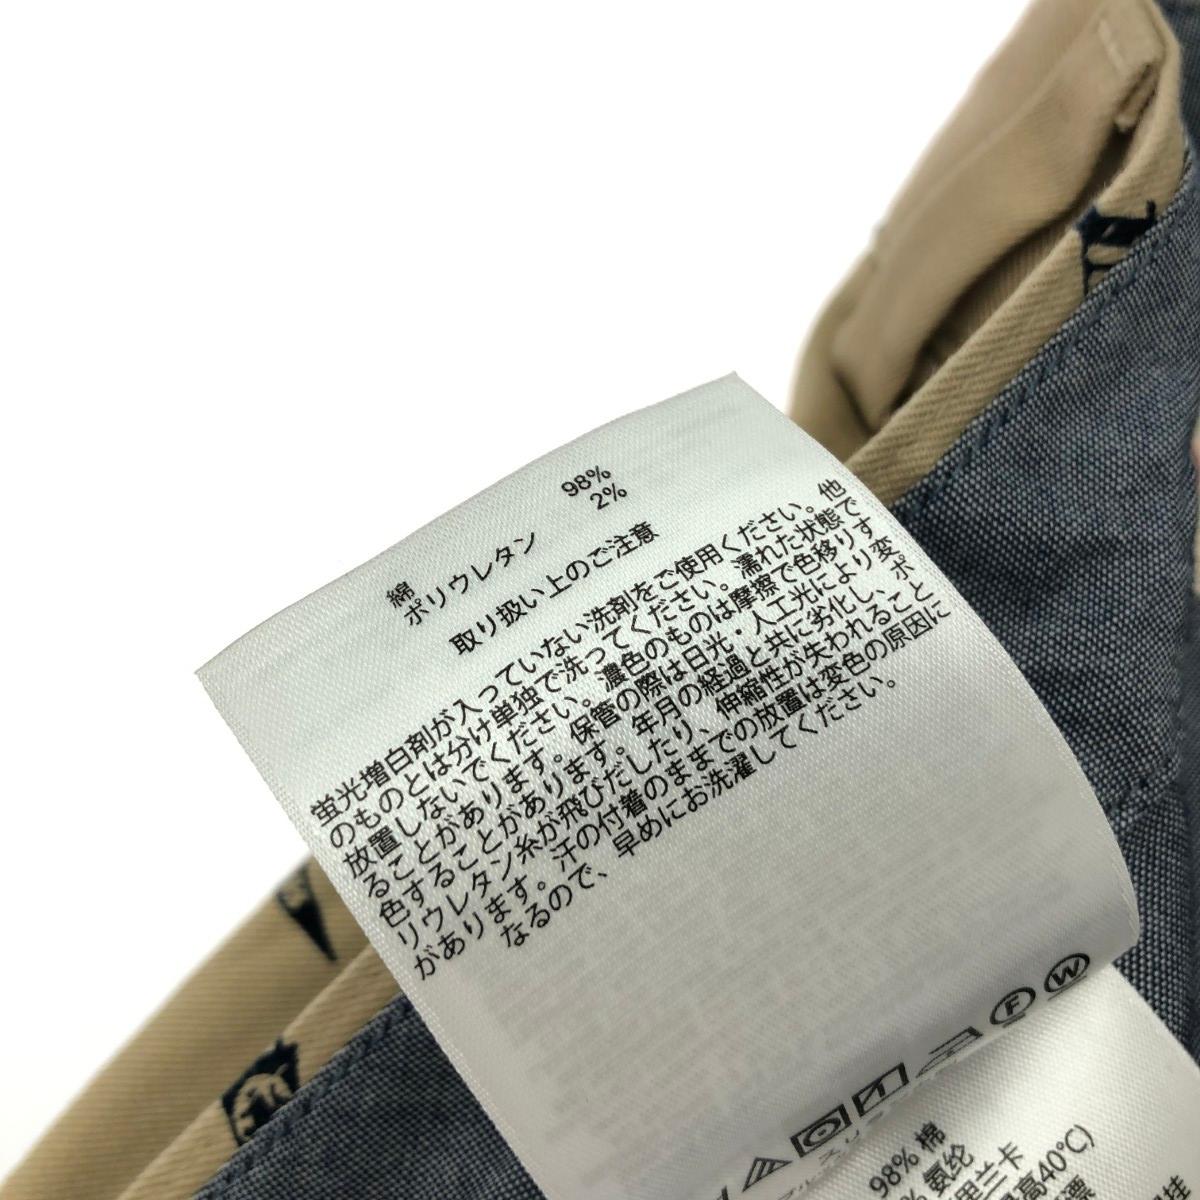 綿 98%
ポリウレタン 2%
取り扱い上のご注意
蛍光増白剤が入っていない洗剤をご使用ください。他
のものとは分け単独で洗ってください。濡れた状態で
放置しないでください。濃色のものは摩擦で色移りす
ることがあります。保管の際は日光・人工光により変
色することがあります。年月の経過と共に劣化し、ポ
リウレタン糸が飛びだしたり、伸縮性が失われること
があります。汗の付着のままでの放置は変色の原因に
なるので、早めにお洗濯してください。
F W
98% 棉
% 氨纶
里兰卡
高40℃)
漂
挂